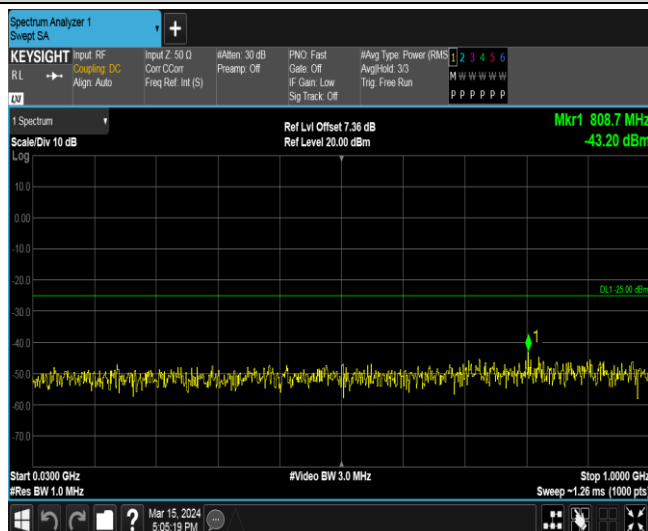 Spectrum Analyzer 1
Swept SA
+
KEYSIGHT
RL
LXI
Input: RF
Coupling: DC
Align: Auto
Input Z: 50 Ω
Corr CCorr
Freq Ref: Int (S)
#Atten: 30 dB
Preamp: Off
PNO: Fast
Gate: Off
IF Gain: Low
Sig Track: Off
#Avg Type: Power (RMS
Avg|Hold: 3/3
Trig: Free Run
1 2 3 4 5 6
M W W W W W
P P P P P P
1 Spectrum
Scale/Div 10 dB
Log
Ref Lvl Offset 7.36 dB
Ref Level 20.00 dBm
Mkr1 808.7 MHz
-43.20 dBm
10.0
0.00
-10.0
-20.0
DL1 -25.00 dBm
-30.0
-40.0
1
-50.0
-60.0
-70.0
Start 0.0300 GHz
#Res BW 1.0 MHz
#Video BW 3.0 MHz
Stop 1.0000 GHz
Sweep ~1.26 ms (1000 pts)
?
Mar 15, 2024
5:05:19 PM